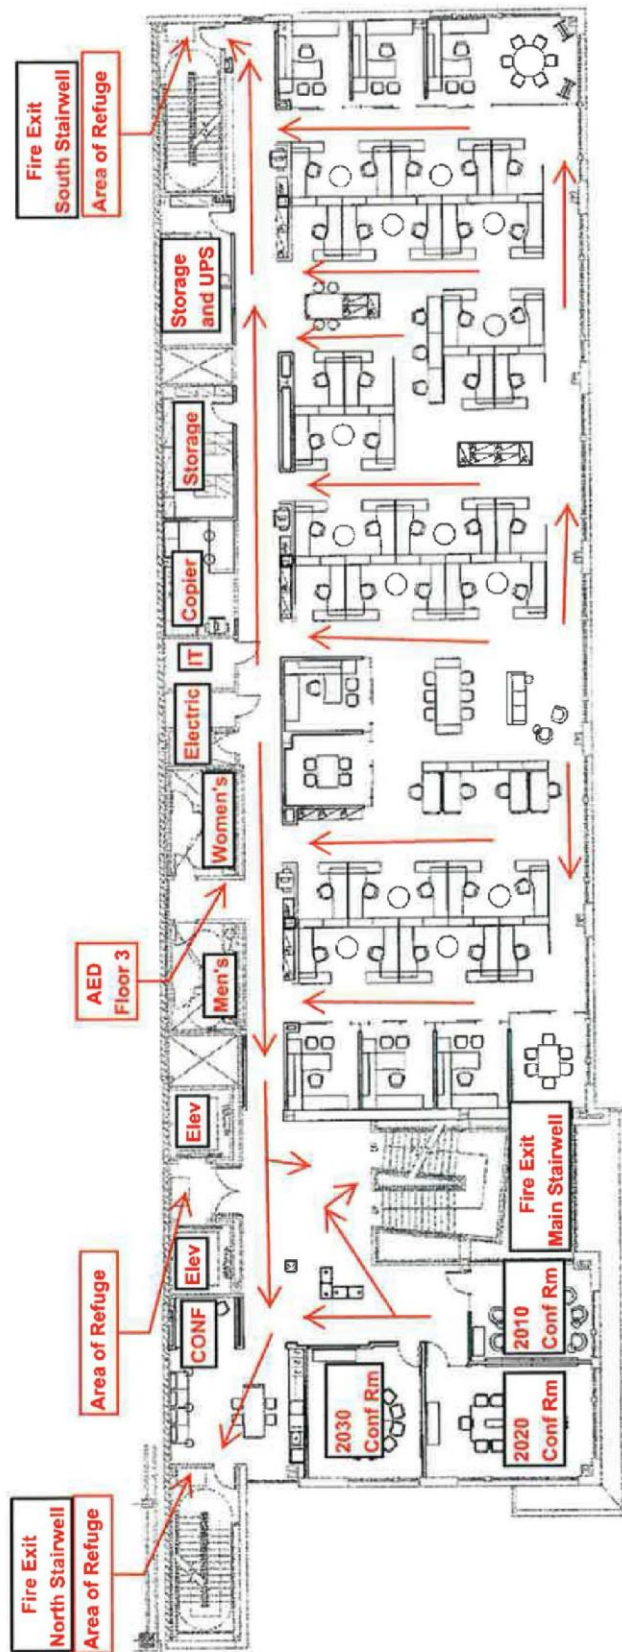 Fire Exit
North Stairwell
Area of Refuge
Area of Refuge
AED
Floor 3
Fire Exit
South Stairwell
Area of Refuge
CONF
Elev
Elev
Men's
Women's
Electric
IT
Copier
Storage
Storage
and UPS
2030
Conf Rm
2020
Conf Rm
2010
Conf Rm
Fire Exit
Main Stairwell